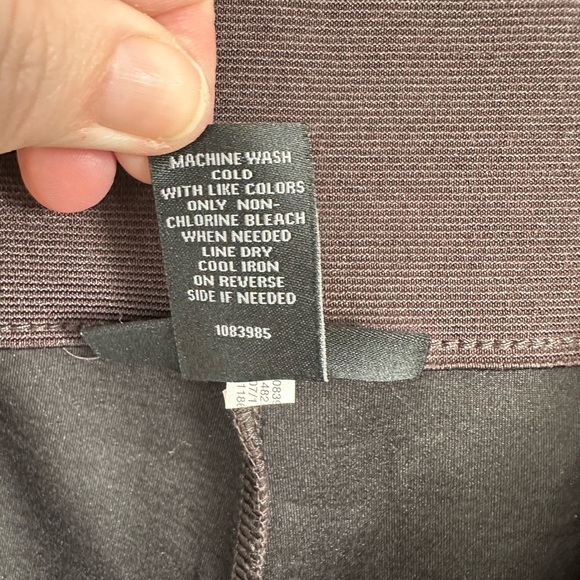 MACHINE WASH
COLD
WITH LIKE COLORS
ONLY NON-
CHLORINE BLEACH
WHEN NEEDED
LINE DRY
COOL IRON
ON REVERSE
SIDE IF NEEDED
1083985